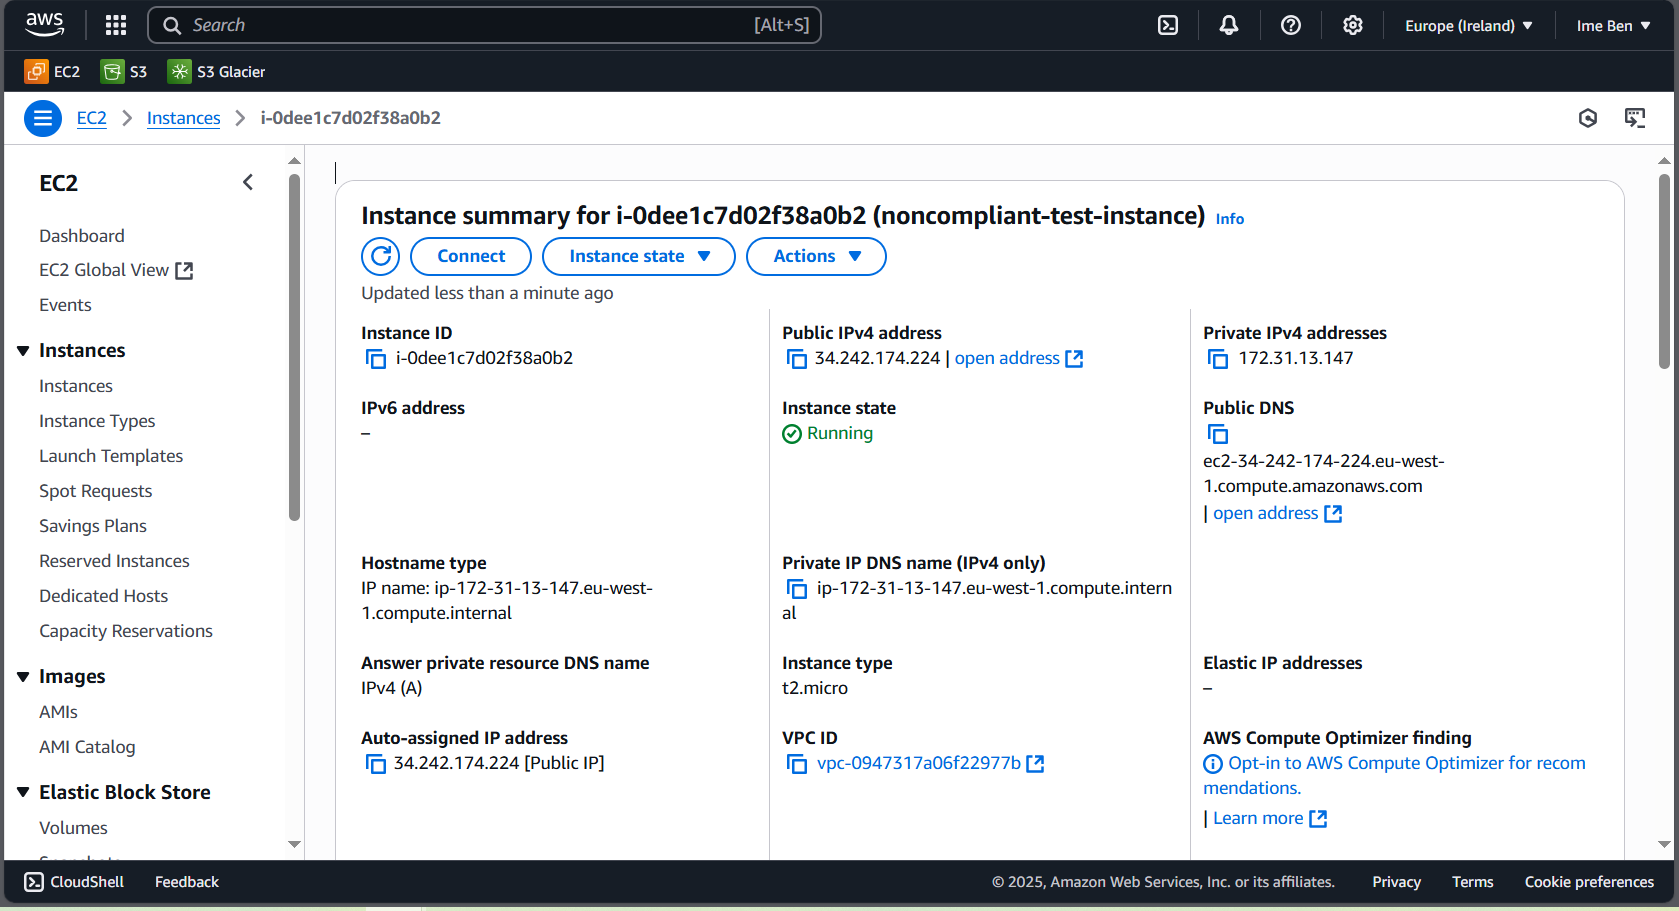 aws
Search [Alt+S]
Europe (Ireland) Ime Ben
EC2 S3 S3 Glacier
EC2 Instances i-0dee1c7d02f38a0b2
EC2
Dashboard
EC2 Global View
Events
Instances
Instances
Instance Types
Launch Templates
Spot Requests
Savings Plans
Reserved Instances
Dedicated Hosts
Capacity Reservations
Images
AMIs
AMI Catalog
Elastic Block Store
Volumes
Snapshots
Instance summary for i-0dee1c7d02f38a0b2 (noncompliant-test-instance) Info
Connect Instance state Actions
Updated less than a minute ago
Instance ID
i-0dee1c7d02f38a0b2
Public IPv4 address
34.242.174.224 | open address
Private IPv4 addresses
172.31.13.147
IPv6 address
–
Instance state
Running
Public DNS
ec2-34-242-174-224.eu-west-
1.compute.amazonaws.com
| open address
Hostname type
IP name: ip-172-31-13-147.eu-west-
1.compute.internal
Private IP DNS name (IPv4 only)
ip-172-31-13-147.eu-west-1.compute.intern
al
Answer private resource DNS name
IPv4 (A)
Instance type
t2.micro
Elastic IP addresses
–
Auto-assigned IP address
34.242.174.224 [Public IP]
VPC ID
vpc-0947317a06f22977b
AWS Compute Optimizer finding
Opt-in to AWS Compute Optimizer for recom
mendations.
| Learn more
CloudShell Feedback
© 2025, Amazon Web Services, Inc. or its affiliates. Privacy Terms Cookie preferences